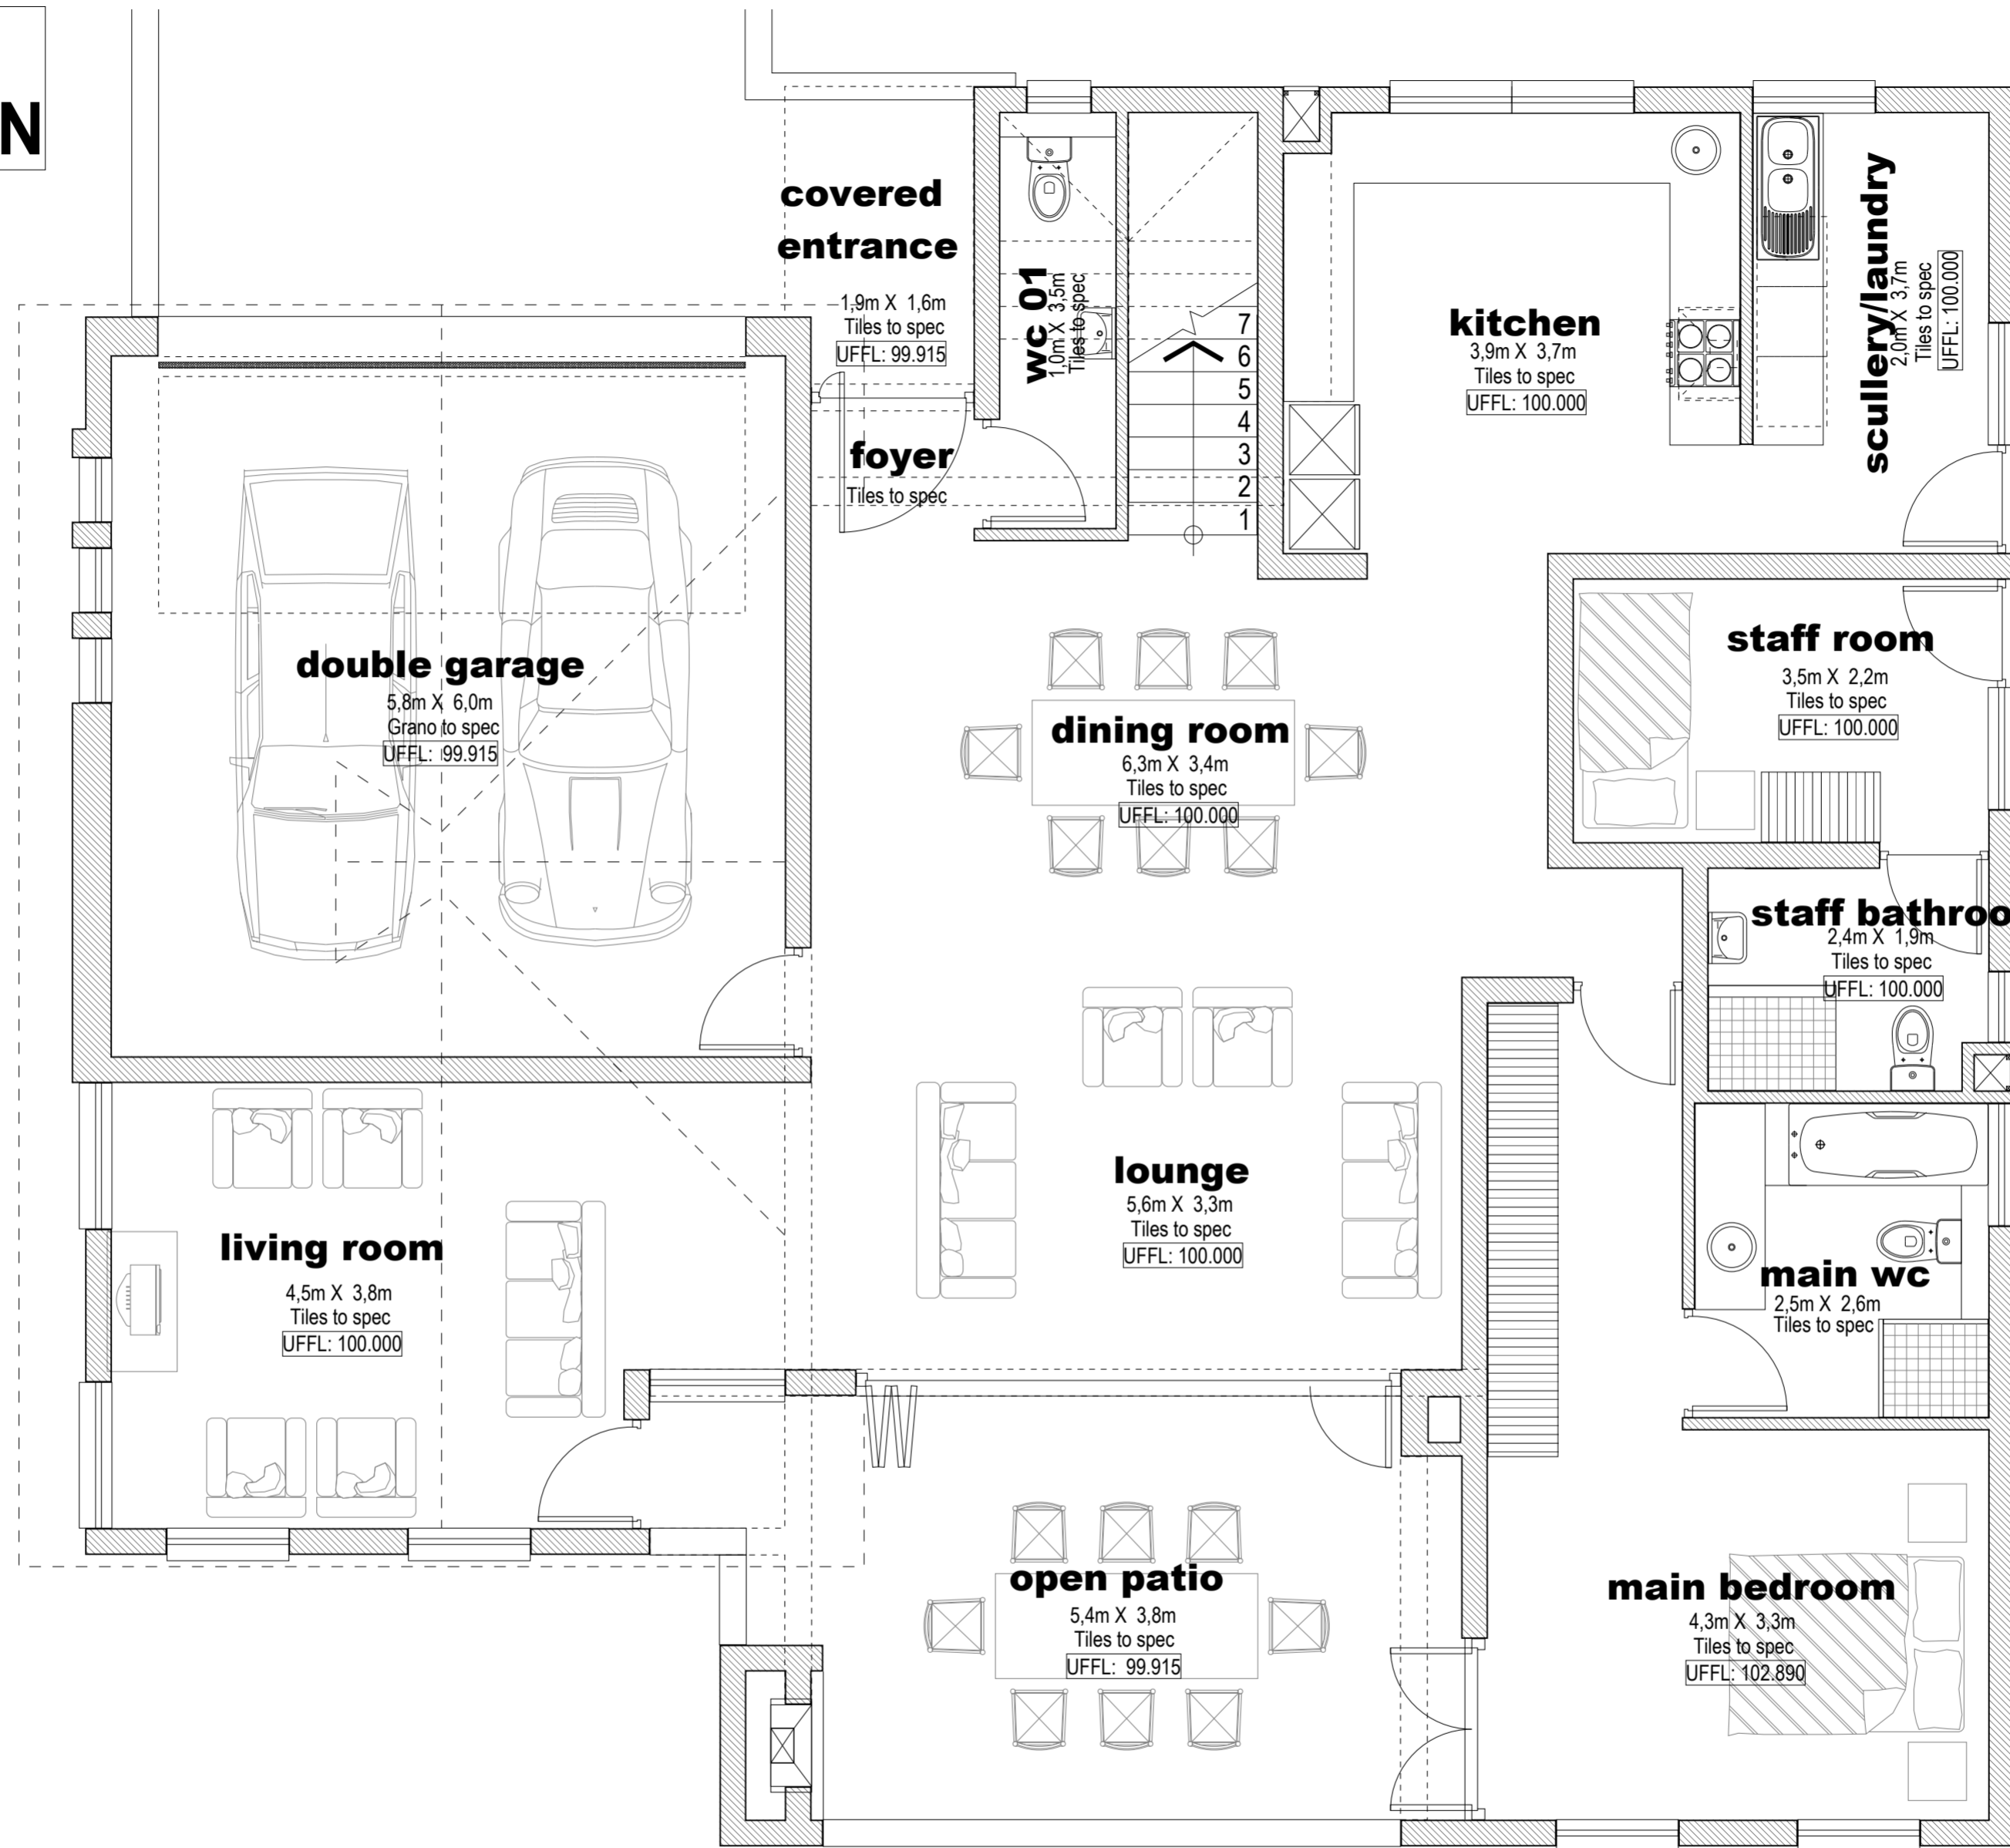 N
covered
entrance
1,9m X 1,6m
Tiles to spec
UFFL: 99.915
wc 01
1,0m X 3,5m
Tiles to spec
7
6
5
4
3
2
1
kitchen
3,9m X 3,7m
Tiles to spec
UFFL: 100.000
scullery/laundry
2,0m X 3,7m
Tiles to spec
UFFL: 100.000
foyer
Tiles to spec
double garage
5,8m X 6,0m
Grano to spec
UFFL: 99.915
dining room
6,3m X 3,4m
Tiles to spec
UFFL: 100.000
staff room
3,5m X 2,2m
Tiles to spec
UFFL: 100.000
staff bathroo
2,4m X 1,9m
Tiles to spec
UFFL: 100.000
living room
4,5m X 3,8m
Tiles to spec
UFFL: 100.000
lounge
5,6m X 3,3m
Tiles to spec
UFFL: 100.000
main wc
2,5m X 2,6m
Tiles to spec
open patio
5,4m X 3,8m
Tiles to spec
UFFL: 99.915
main bedroom
4,3m X 3,3m
Tiles to spec
UFFL: 102.890